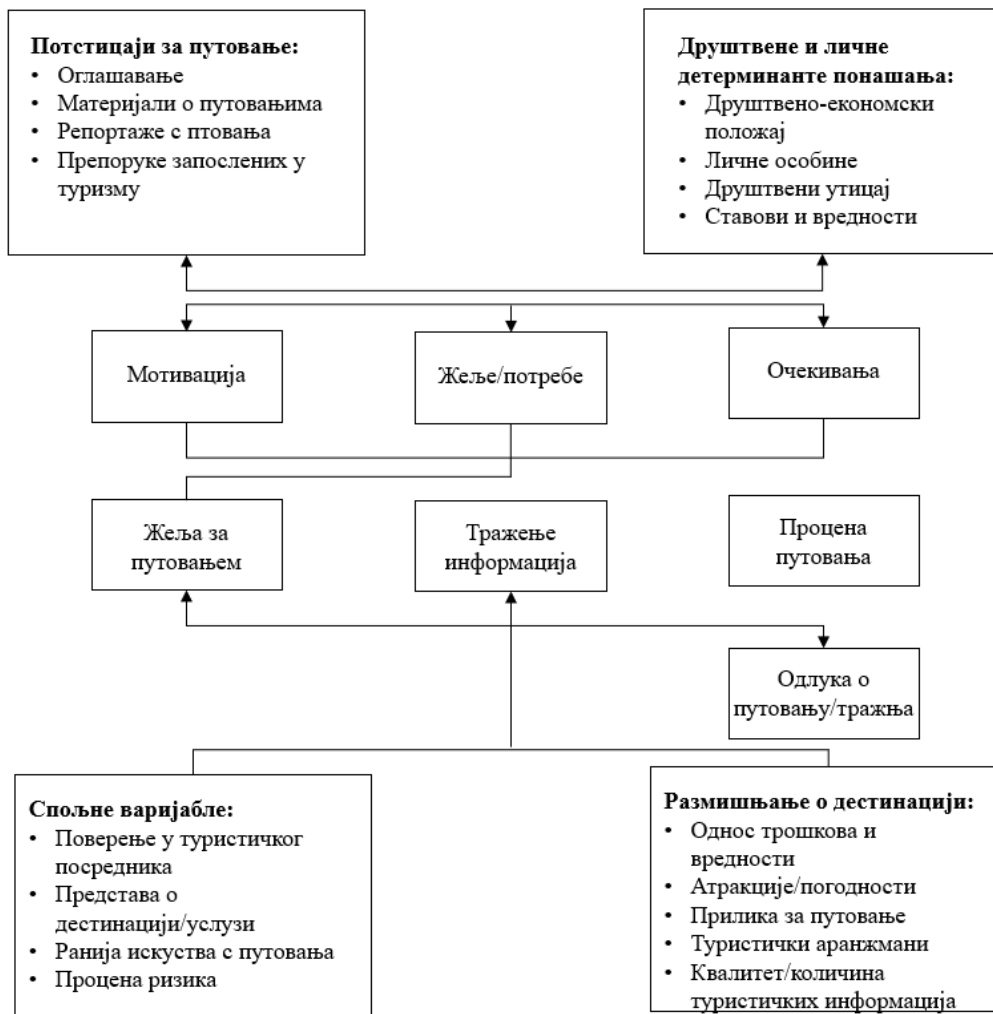 Потстицаји за путовање:
• Оглашавање
• Материјали о путовањима
• Репортаже с птовања
• Препоруке запослених у
туризму
Друштвене и личне
детерминанте понашања:
• Друштвено-економски
положај
• Личне особине
• Друштвени утицај
• Ставови и вредности
Мотивација
Жеље/потребе
Очекивања
Жеља за
путовањем
Тражење
информација
Процена
путовања
Одлука о
путовању/тражња
Спољне варијабле:
• Поверење у туристичког
посредника
• Представа о
дестинацији/услузи
• Ранија искуства с путовања
• Процена ризика
Размишњање о дестинацији:
• Однос трошкова и
вредности
• Атракције/погодности
• Прилика за путовање
• Туристички аранжмани
• Квалитет/количина
туристичких информација